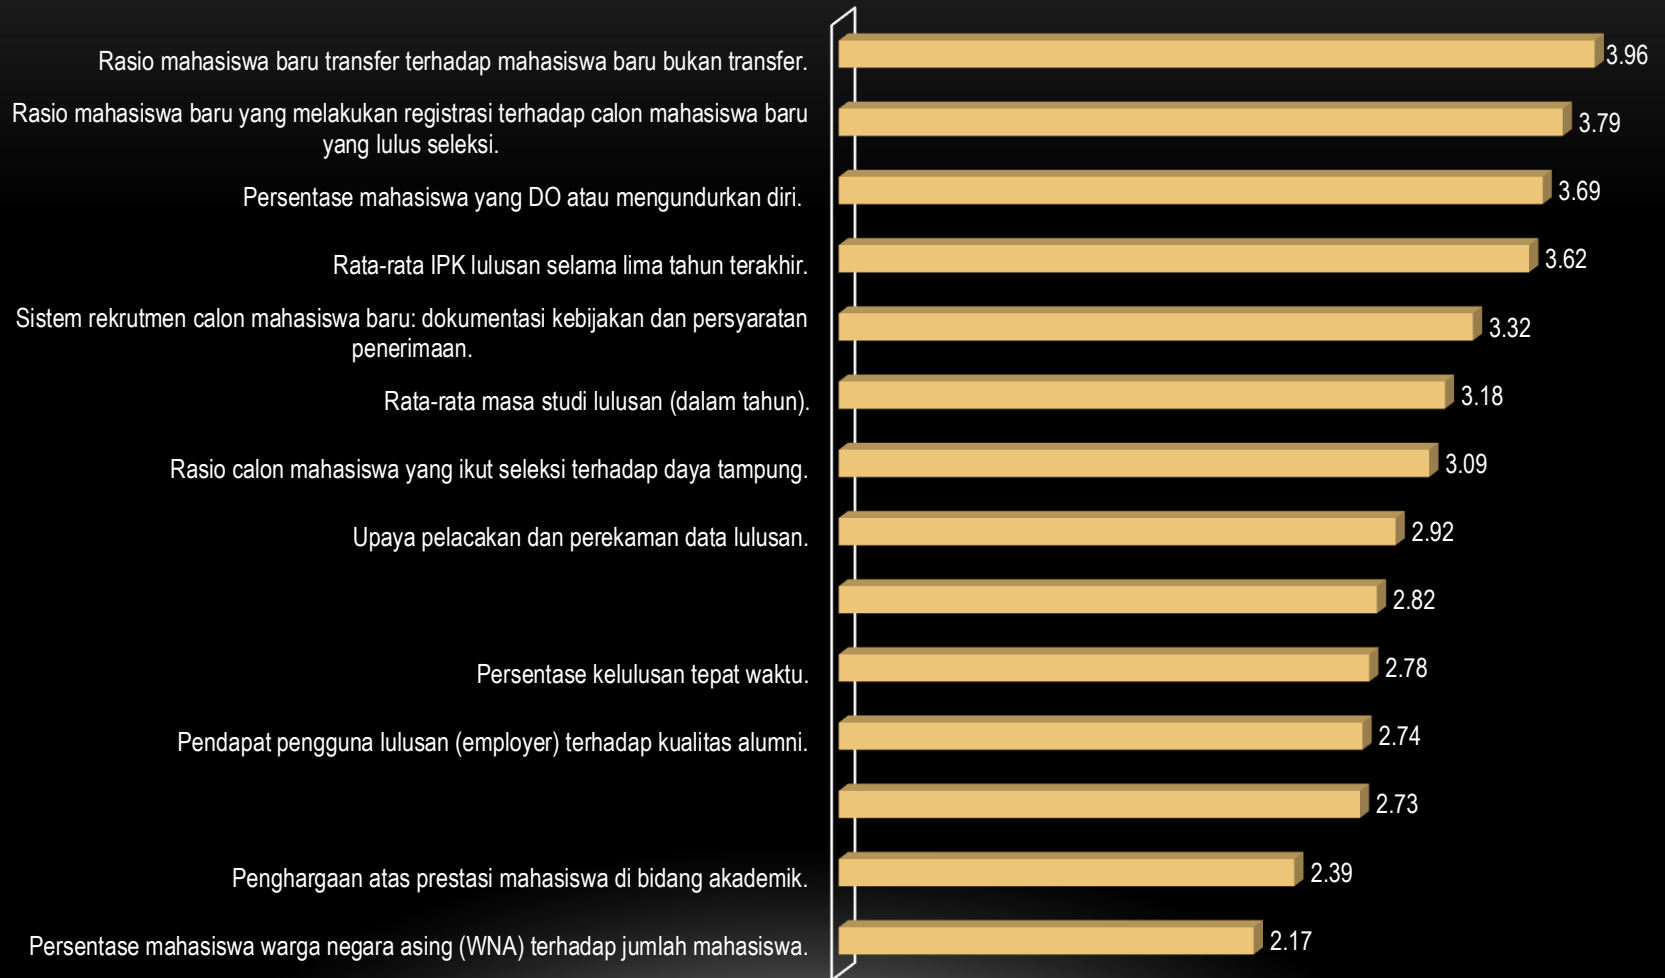 Rasio mahasiswa baru transfer terhadap mahasiswa baru bukan transfer.
3.96
Rasio mahasiswa baru yang melakukan registrasi terhadap calon mahasiswa baru
yang lulus seleksi.
3.79
Persentase mahasiswa yang DO atau mengundurkan diri.
3.69
Rata-rata IPK lulusan selama lima tahun terakhir.
3.62
Sistem rekrutmen calon mahasiswa baru: dokumentasi kebijakan dan persyaratan
penerimaan.
3.32
Rata-rata masa studi lulusan (dalam tahun).
3.18
Rasio calon mahasiswa yang ikut seleksi terhadap daya tampung.
3.09
Upaya pelacakan dan perekaman data lulusan.
2.92
2.82
Persentase kelulusan tepat waktu.
2.78
Pendapat pengguna lulusan (employer) terhadap kualitas alumni.
2.74
2.73
Penghargaan atas prestasi mahasiswa di bidang akademik.
2.39
Persentase mahasiswa warga negara asing (WNA) terhadap jumlah mahasiswa.
2.17